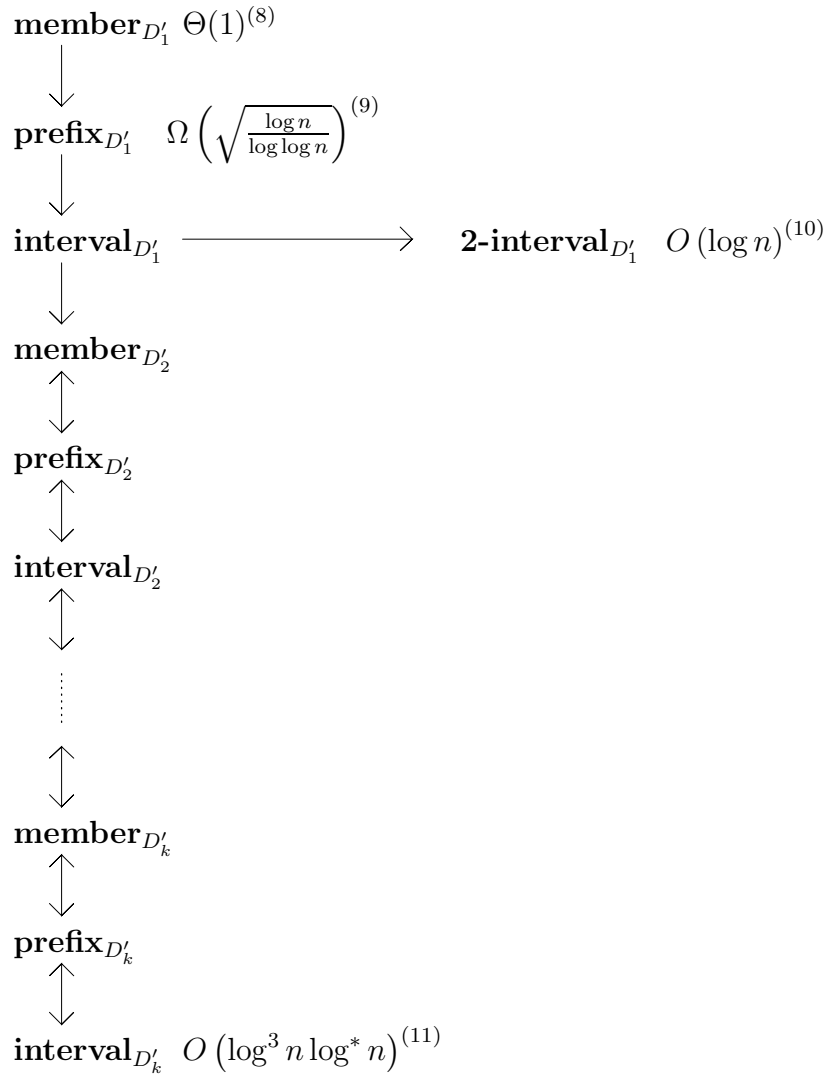 member_{D'_1} Θ(1)^{(8)}
prefix_{D'_1} Ω(√(log n / log log n))^{(9)}
interval_{D'_1} 2-interval_{D'_1} O(log n)^{(10)}
member_{D'_2}
prefix_{D'_2}
interval_{D'_2}
member_{D'_k}
prefix_{D'_k}
interval_{D'_k} O(log^3 n log^* n)^{(11)}